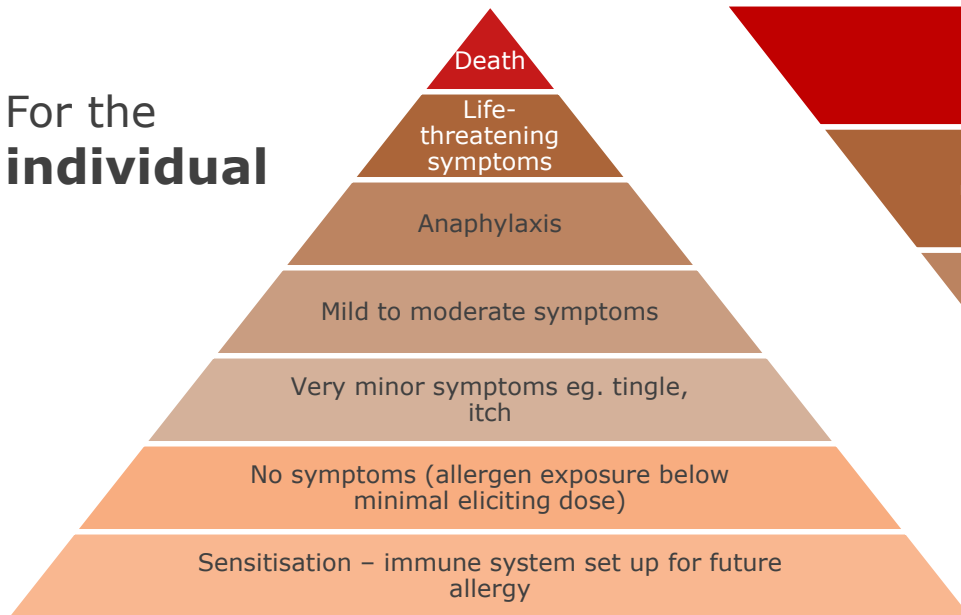 For the
individual
Death
Life-
threatening
symptoms
Anaphylaxis
Mild to moderate symptoms
Very minor symptoms eg. tingle,
itch
No symptoms (allergen exposure below
minimal eliciting dose)
Sensitisation – immune system set up for future
allergy